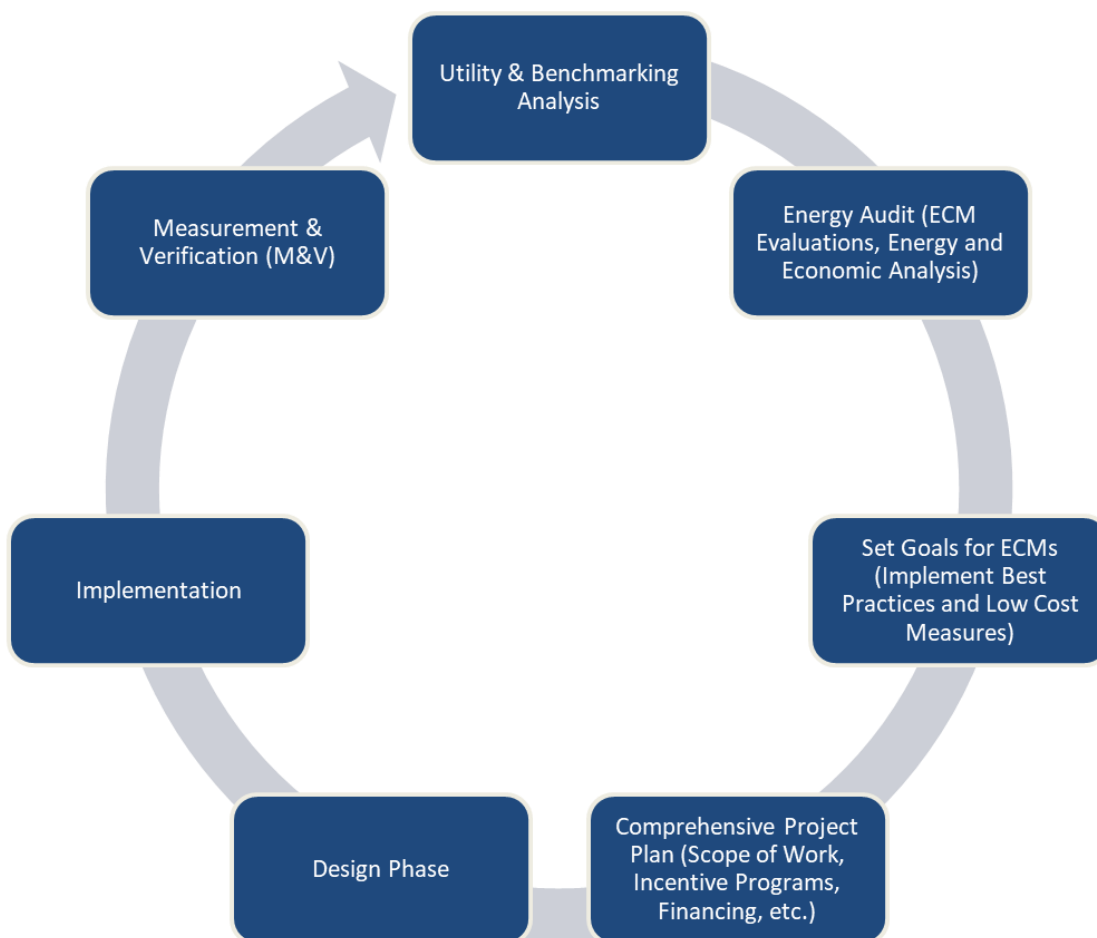 Utility & Benchmarking
Analysis
Energy Audit (ECM
Evaluations, Energy and
Economic Analysis)
Set Goals for ECMs
(Implement Best
Practices and Low Cost
Measures)
Comprehensive Project
Plan (Scope of Work,
Incentive Programs,
Financing, etc.)
Design Phase
Implementation
Measurement &
Verification (M&V)